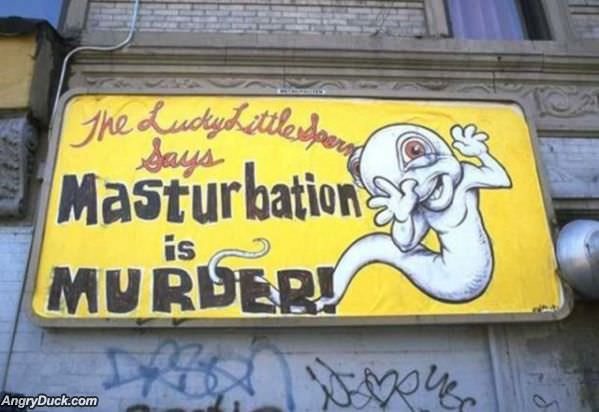 The Lucky Little Sperm
Says
Masturbation
is
MURDER!
AngryDuck.com